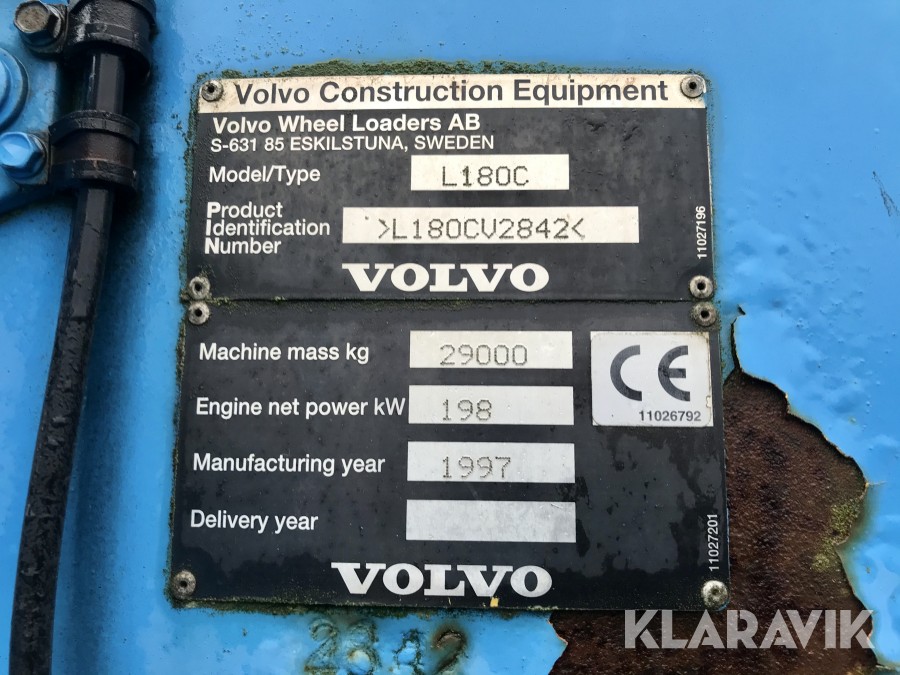 Volvo Construction Equipment
Volvo Wheel Loaders AB
S-631 85 ESKILSTUNA, SWEDEN
Model/Type L180C
Product
Identification
Number >L180CV2842<
11027196
VOLVO
Machine mass kg 29000
CE
11026792
Engine net power kW 198
Manufacturing year 1997
Delivery year
11027201
VOLVO
KLARAVIK